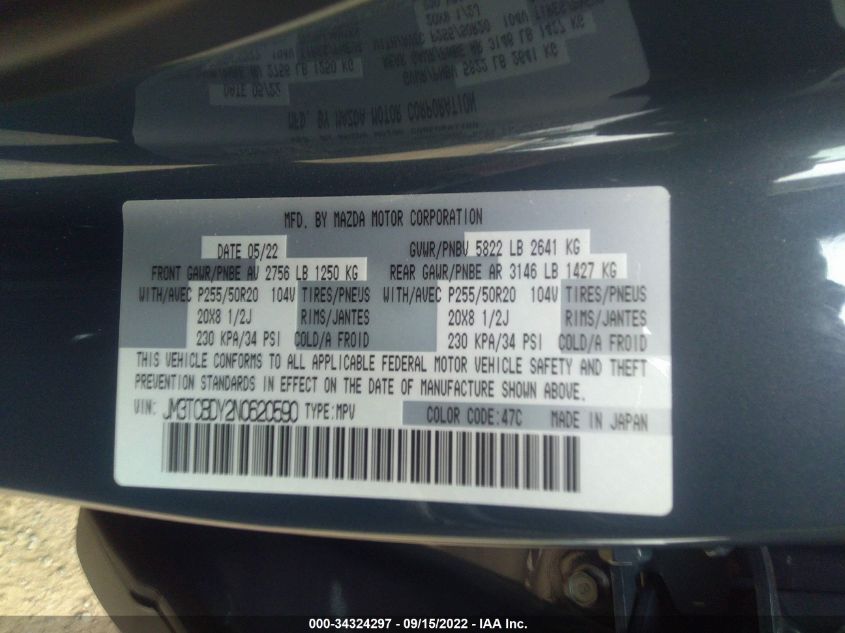 MFD. BY MAZDA MOTOR CORPORATION
DATE 05/22 GVWR/PNBV 5822 LB 2641 KG
FRONT GAWR/PNBE AV 2756 LB 1250 KG REAR GAWR/PNBE AR 3146 LB 1427 KG
WITH/AVEC P255/50R20 104V TIRES/PNEUS WITH/AVEC P255/50R20 104V TIRES/PNEUS
20X8 1/2J RIMS/JANTES 20X8 1/2J RIMS/JANTES
230 KPA/34 PSI COLD/A FROID 230 KPA/34 PSI COLD/A FROID
THIS VEHICLE CONFORMS TO ALL APPLICABLE FEDERAL MOTOR VEHICLE SAFETY AND THEFT
PREVENTION STANDARDS IN EFFECT ON THE DATE OF MANUFACTURE SHOWN ABOVE.
VIN: JM3TCBDY2N0620590 TYPE:MPV COLOR CODE:47C MADE IN JAPAN
000-34324297 - 09/15/2022 - IAA Inc.